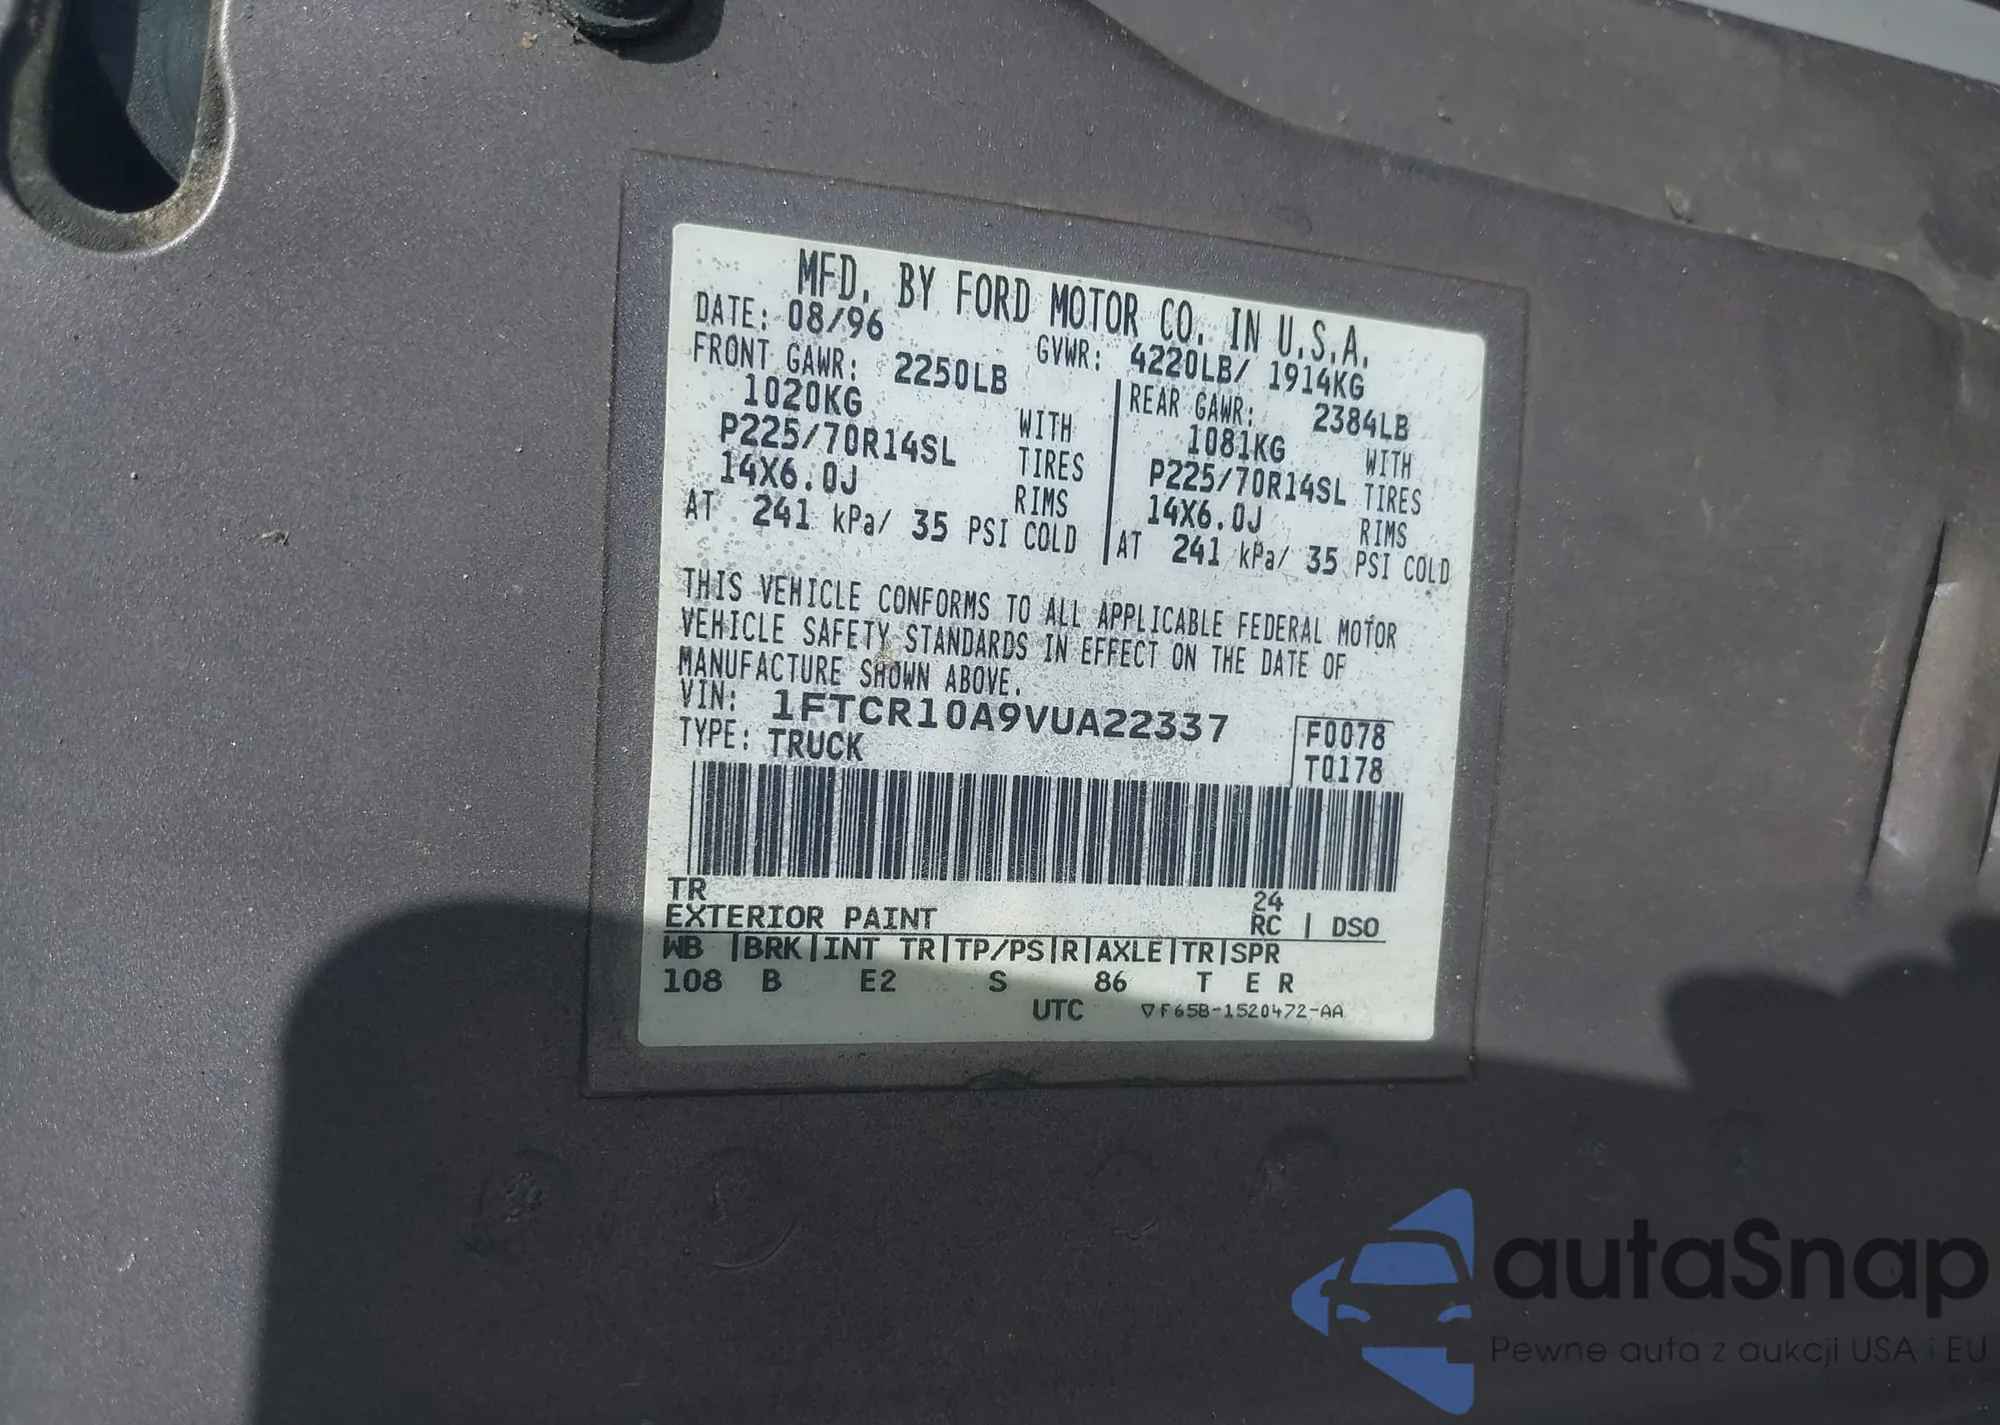 MFD. BY FORD MOTOR CO. IN U.S.A.
DATE: 08/96 GVWR: 4220LB/ 1914KG
FRONT GAWR: 2250LB REAR GAWR: 2384LB
1020KG WITH 1081KG WITH
P225/70R14SL TIRES P225/70R14SL TIRES
14X6.0J RIMS 14X6.0J RIMS
AT 241 kPa/ 35 PSI COLD AT 241 kPa/ 35 PSI COLD
THIS VEHICLE CONFORMS TO ALL APPLICABLE FEDERAL MOTOR
VEHICLE SAFETY STANDARDS IN EFFECT ON THE DATE OF
MANUFACTURE SHOWN ABOVE.
VIN: 1FTCR10A9VUA22337 F0078
TYPE: TRUCK T0178
TR 24
EXTERIOR PAINT RC | DSO
WB |BRK|INT TR|TP/PS|R|AXLE|TR|SPR
108 B E2 S 86 T E R
UTC ▽F65B-1520472-AA
autaSnap
Pewne auta z aukcji USA i EU